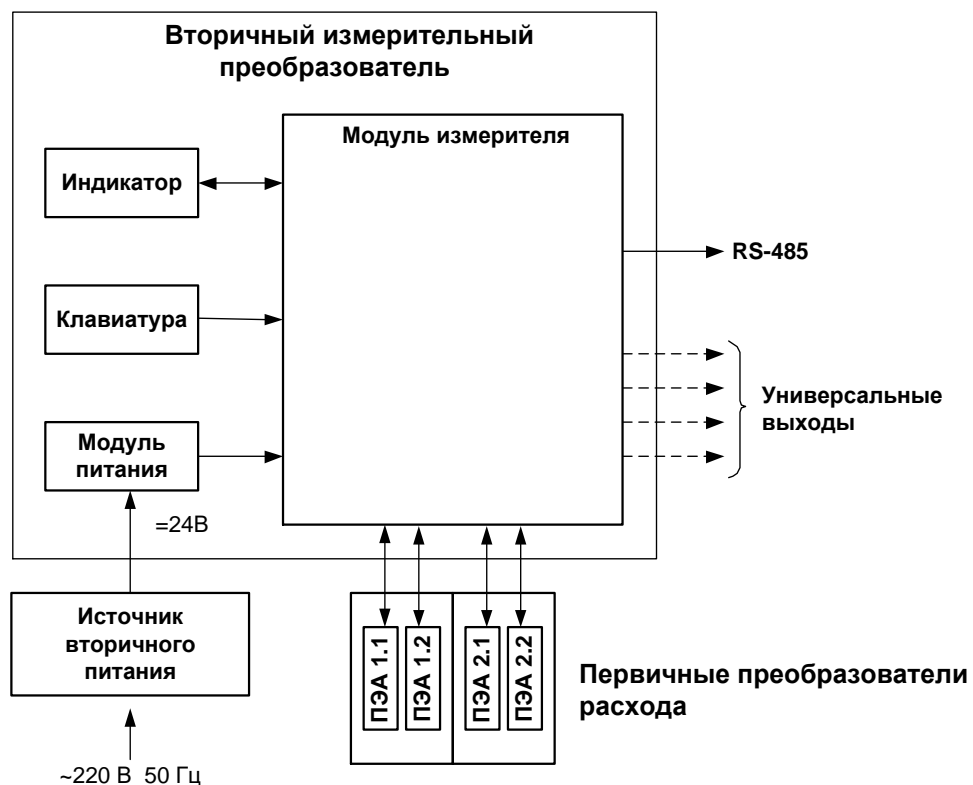 Вторичный измерительный
преобразователь
Модуль измерителя
Индикатор
RS-485
Клавиатура
Универсальные
выходы
Модуль
питания
=24В
Источник
вторичного
питания
ПЭА 1.1
ПЭА 1.2
ПЭА 2.1
ПЭА 2.2
Первичные преобразователи
расхода
~220 В 50 Гц